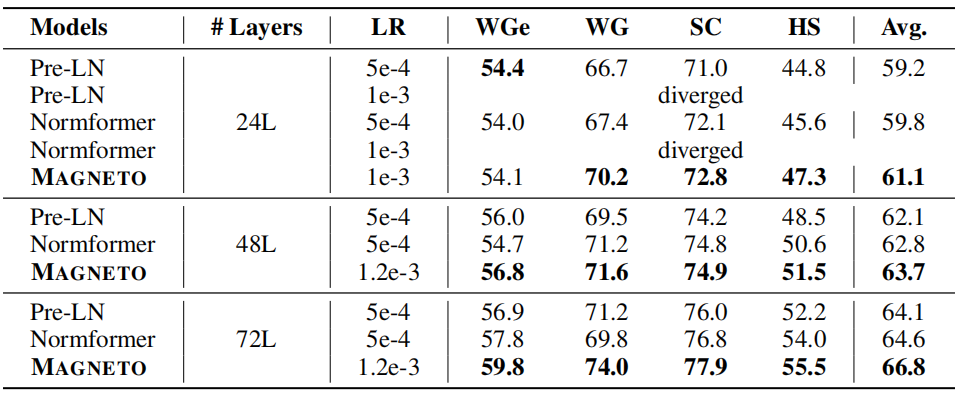 Models # Layers LR WGe WG SC HS Avg.
Pre-LN 5e-4 54.4 66.7 71.0 44.8 59.2
Pre-LN 1e-3 diverged
Normformer 24L 5e-4 54.0 67.4 72.1 45.6 59.8
Normformer 1e-3 diverged
MAGNETO 1e-3 54.1 70.2 72.8 47.3 61.1
Pre-LN 5e-4 56.0 69.5 74.2 48.5 62.1
Normformer 48L 5e-4 54.7 71.2 74.8 50.6 62.8
MAGNETO 1.2e-3 56.8 71.6 74.9 51.5 63.7
Pre-LN 5e-4 56.9 71.2 76.0 52.2 64.1
Normformer 72L 5e-4 57.8 69.8 76.8 54.0 64.6
MAGNETO 1.2e-3 59.8 74.0 77.9 55.5 66.8